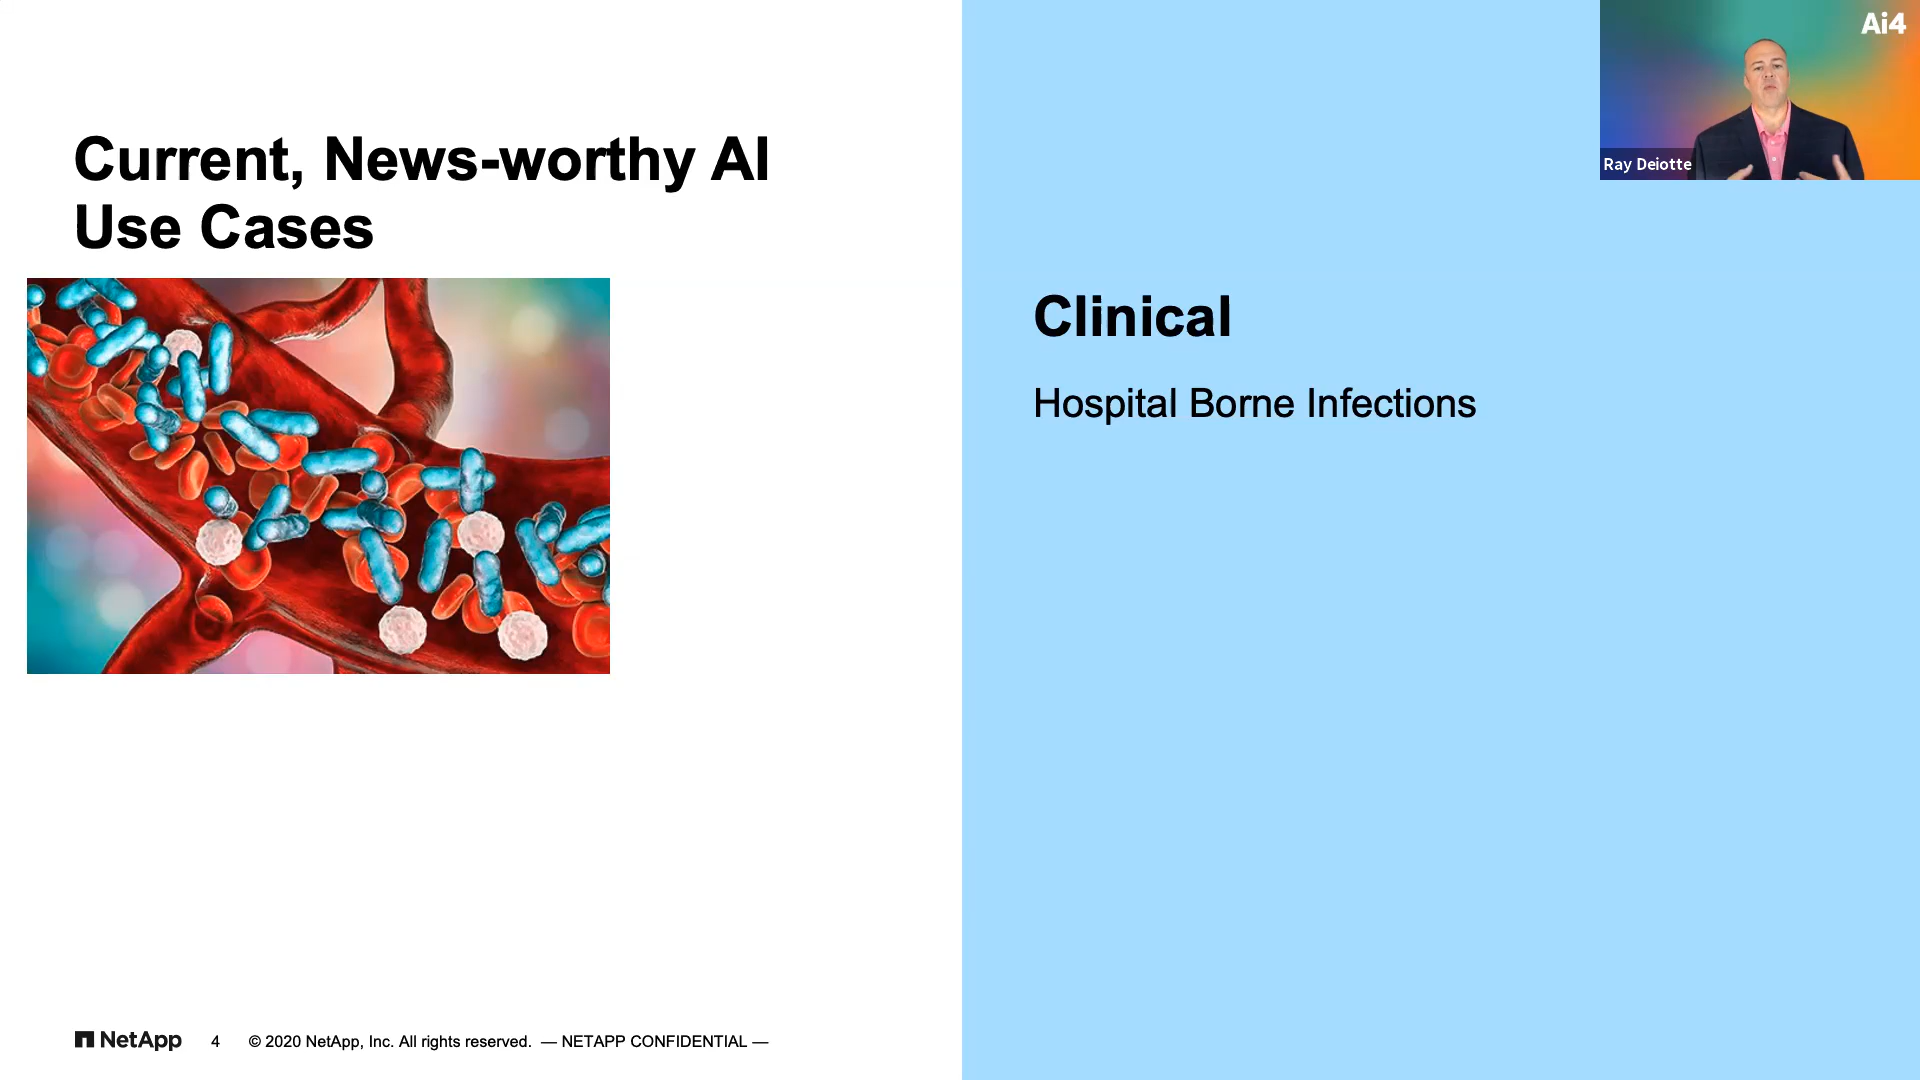 Current, News-worthy AI
Use Cases
Clinical
Hospital Borne Infections
Ai4
Ray Deiotte
NetApp
4
© 2020 NetApp, Inc. All rights reserved. — NETAPP CONFIDENTIAL —